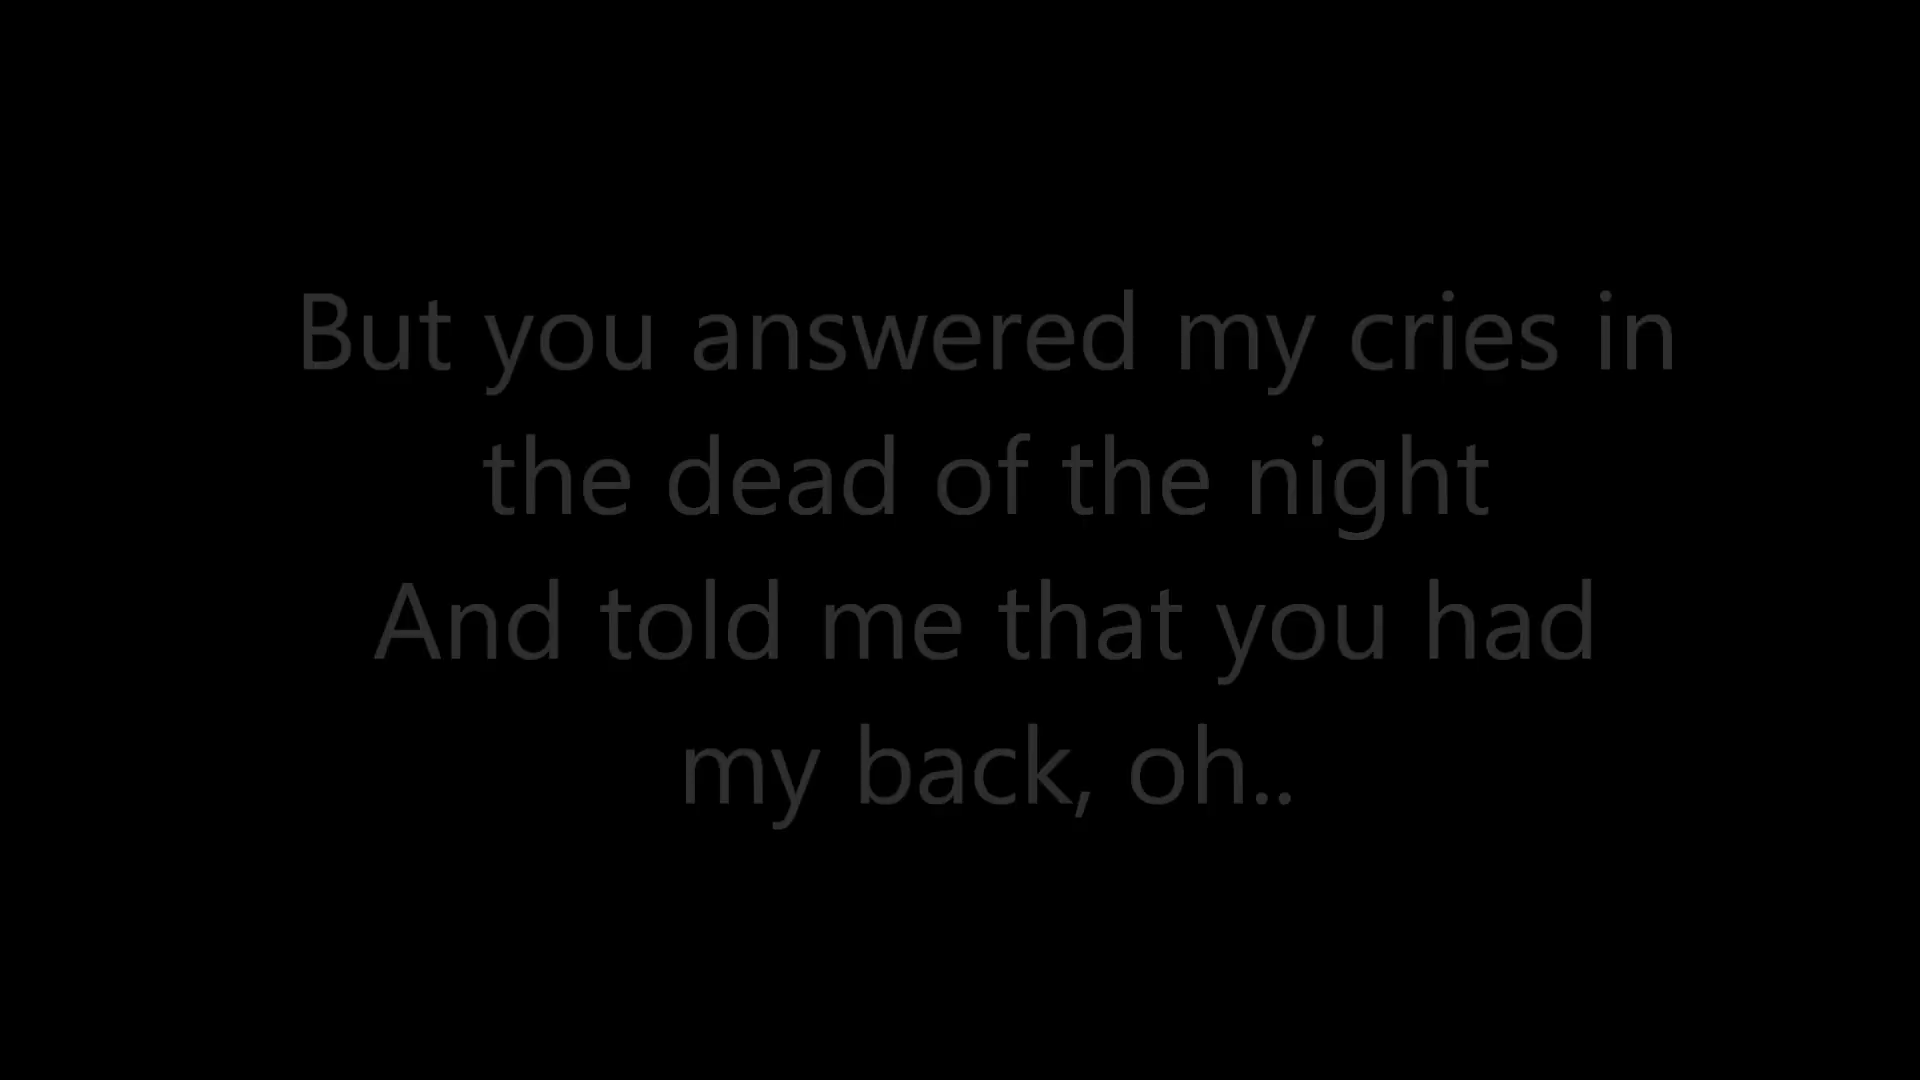 But you answered my cries in
the dead of the night
And told me that you had
my back, oh..